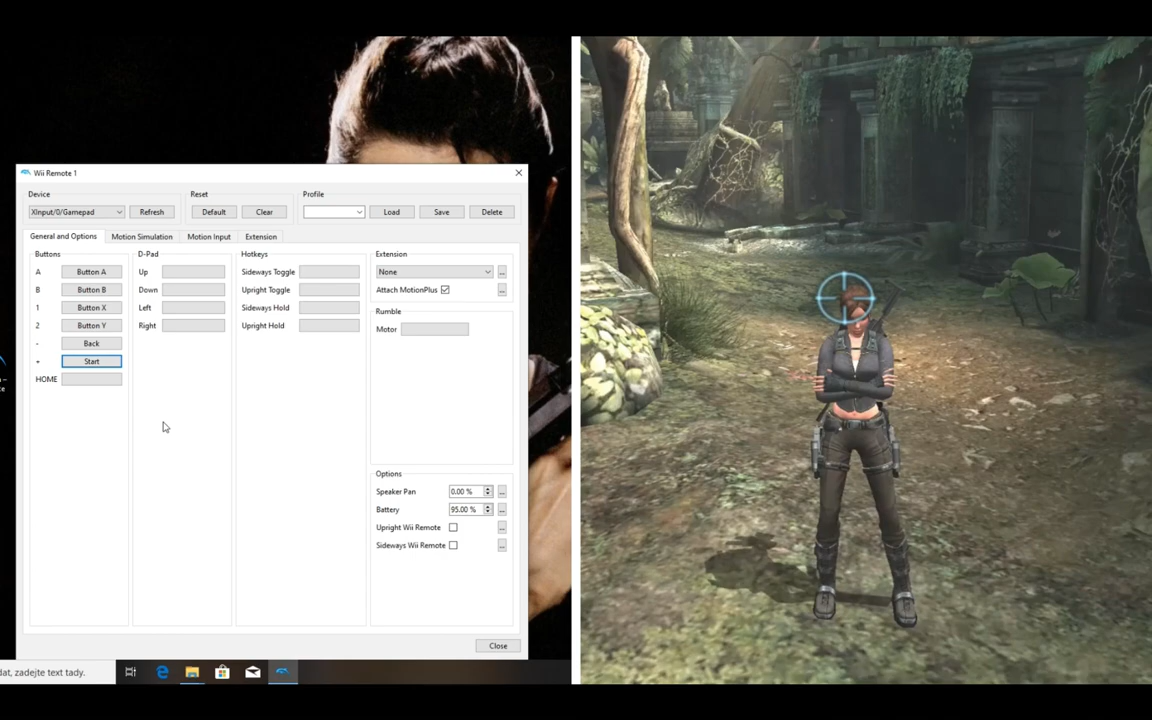 Wii Remote 1
Device
Reset
Profile
XInput/0/Gamepad
Refresh
Default
Clear
Load
Save
Delete
General and Options
Motion Simulation
Motion Input
Extension
Buttons
A
Button A
B
Button B
1
Button X
2
Button Y
-
Back
+
Start
HOME
D-Pad
Up
Down
Left
Right
Hotkeys
Sideways Toggle
Upright Toggle
Sideways Hold
Upright Hold
Extension
None
...
Attach MotionPlus
...
Rumble
Motor
Options
Speaker Pan
0.00 %
...
Battery
95.00 %
...
Upright Wii Remote
...
Sideways Wii Remote
...
Close
dat, zadejte text tady.